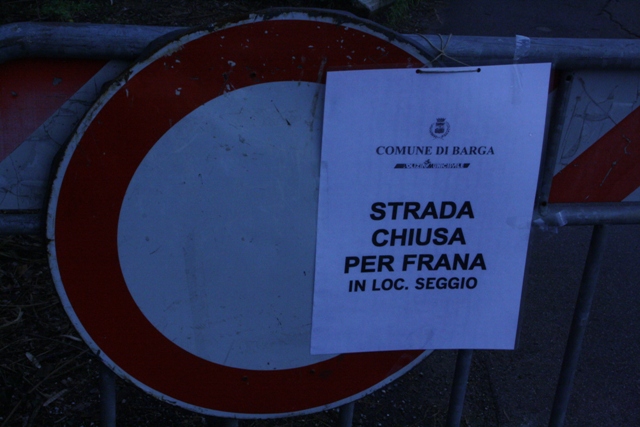 COMUNE DI BARGA
STRADA
CHIUSA
PER FRANA
IN LOC. SEGGIO